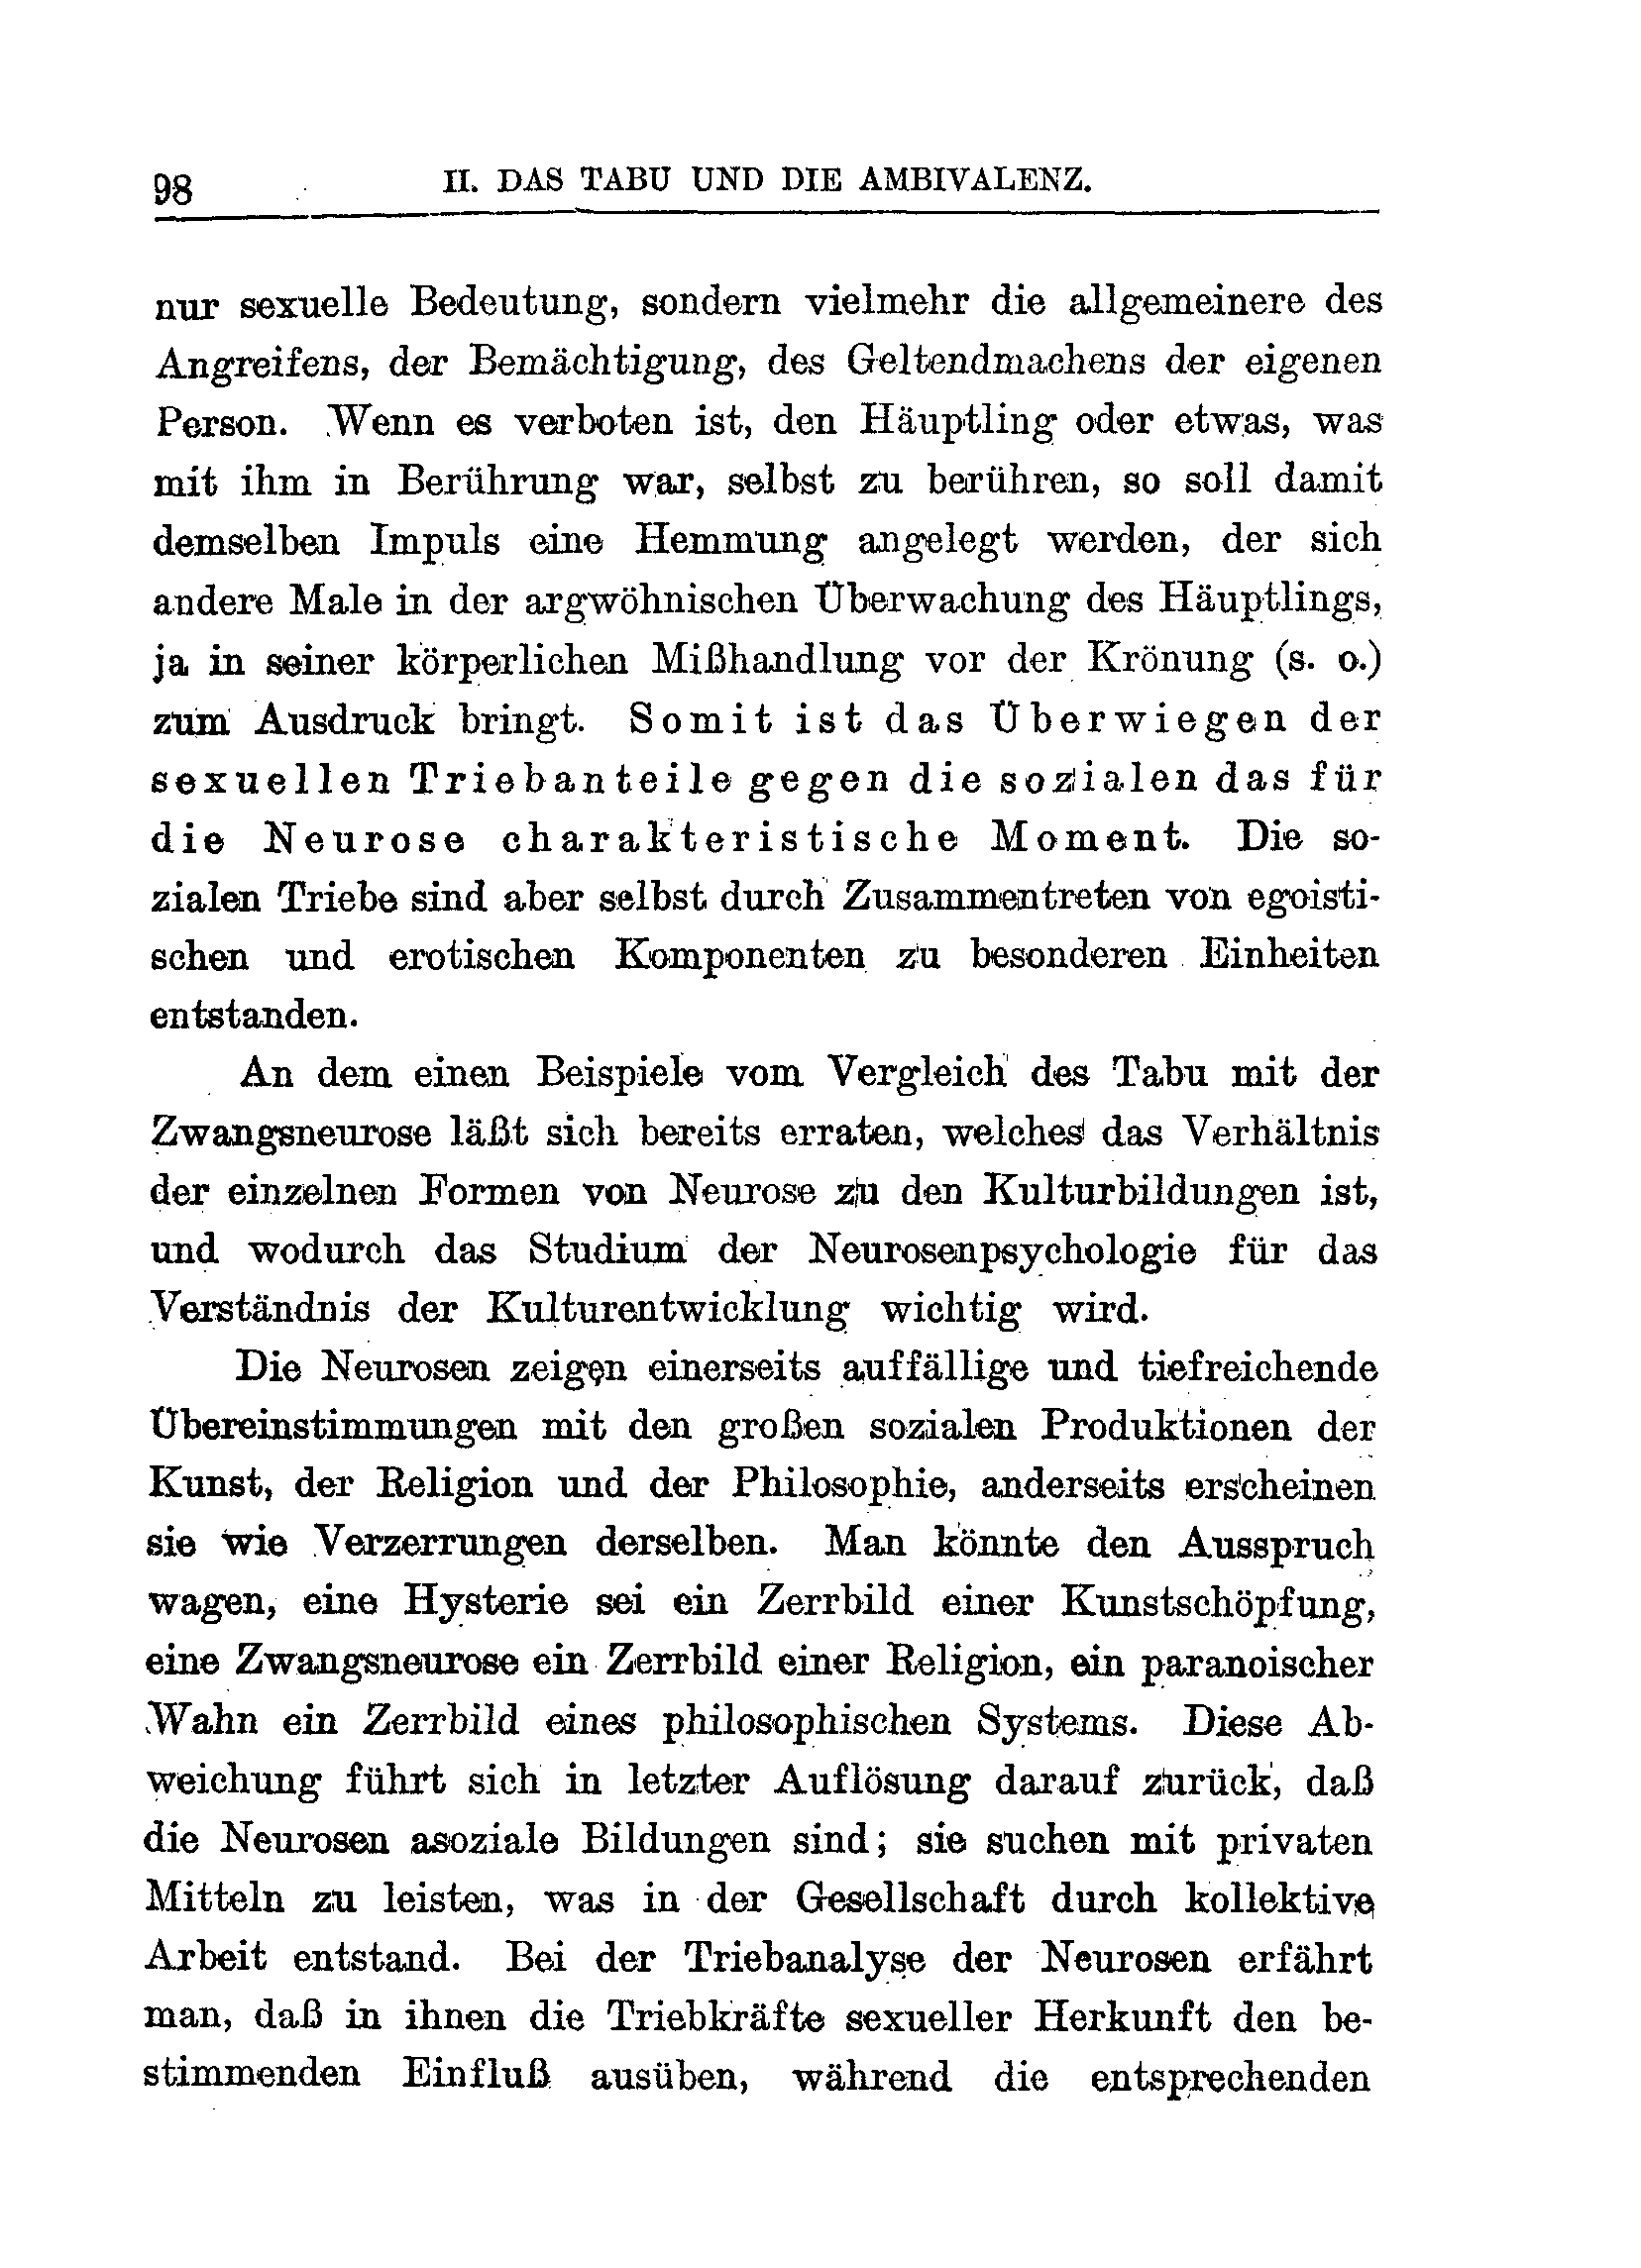 98
II. DAS TABU UND DIE AMBIVALENZ.
nur sexuelle Bedeutung, sondern vielmehr die allgemeinere des
Angreifens, der Bemächtigung, des Geltendmachens der eigenen
Person. Wenn es verboten ist, den Häuptling oder etwas, was
mit ihm in Berührung war, selbst zu berühren, so soll damit
demselben Impuls eine Hemmung angelegt werden, der sich
andere Male in der argwöhnischen Überwachung des Häuptlings,
ja in seiner körperlichen Mißhandlung vor der Krönung (s. o.)
zum Ausdruck bringt. Somit ist das Überwiegen der
sexuellen Triebanteile gegen die sozialen das für
die Neurose charakteristische Moment. Die so-
zialen Triebe sind aber selbst durch Zusammentreten von egoisti-
schen und erotischen Komponenten zu besonderen Einheiten
entstanden.
An dem einen Beispiele vom Vergleich des Tabu mit der
Zwangsneurose läßt sich bereits erraten, welches das Verhältnis
der einzelnen Formen von Neurose zu den Kulturbildungen ist,
und wodurch das Studium der Neurosenpsychologie für das
Verständnis der Kulturentwicklung wichtig wird.
Die Neurosen zeigen einerseits auffällige und tiefreichende
Übereinstimmungen mit den großen sozialen Produktionen der
Kunst, der Religion und der Philosophie, anderseits erscheinen
sie wie Verzerrungen derselben. Man könnte den Ausspruch
wagen, eine Hysterie sei ein Zerrbild einer Kunstschöpfung,
eine Zwangsneurose ein Zerrbild einer Religion, ein paranoischer
Wahn ein Zerrbild eines philosophischen Systems. Diese Ab-
weichung führt sich in letzter Auflösung darauf zurück, daß
die Neurosen asoziale Bildungen sind; sie suchen mit privaten
Mitteln zu leisten, was in der Gesellschaft durch kollektive
Arbeit entstand. Bei der Triebanalyse der Neurosen erfährt
man, daß in ihnen die Triebkräfte sexueller Herkunft den be-
stimmenden Einfluß ausüben, während die entsprechenden